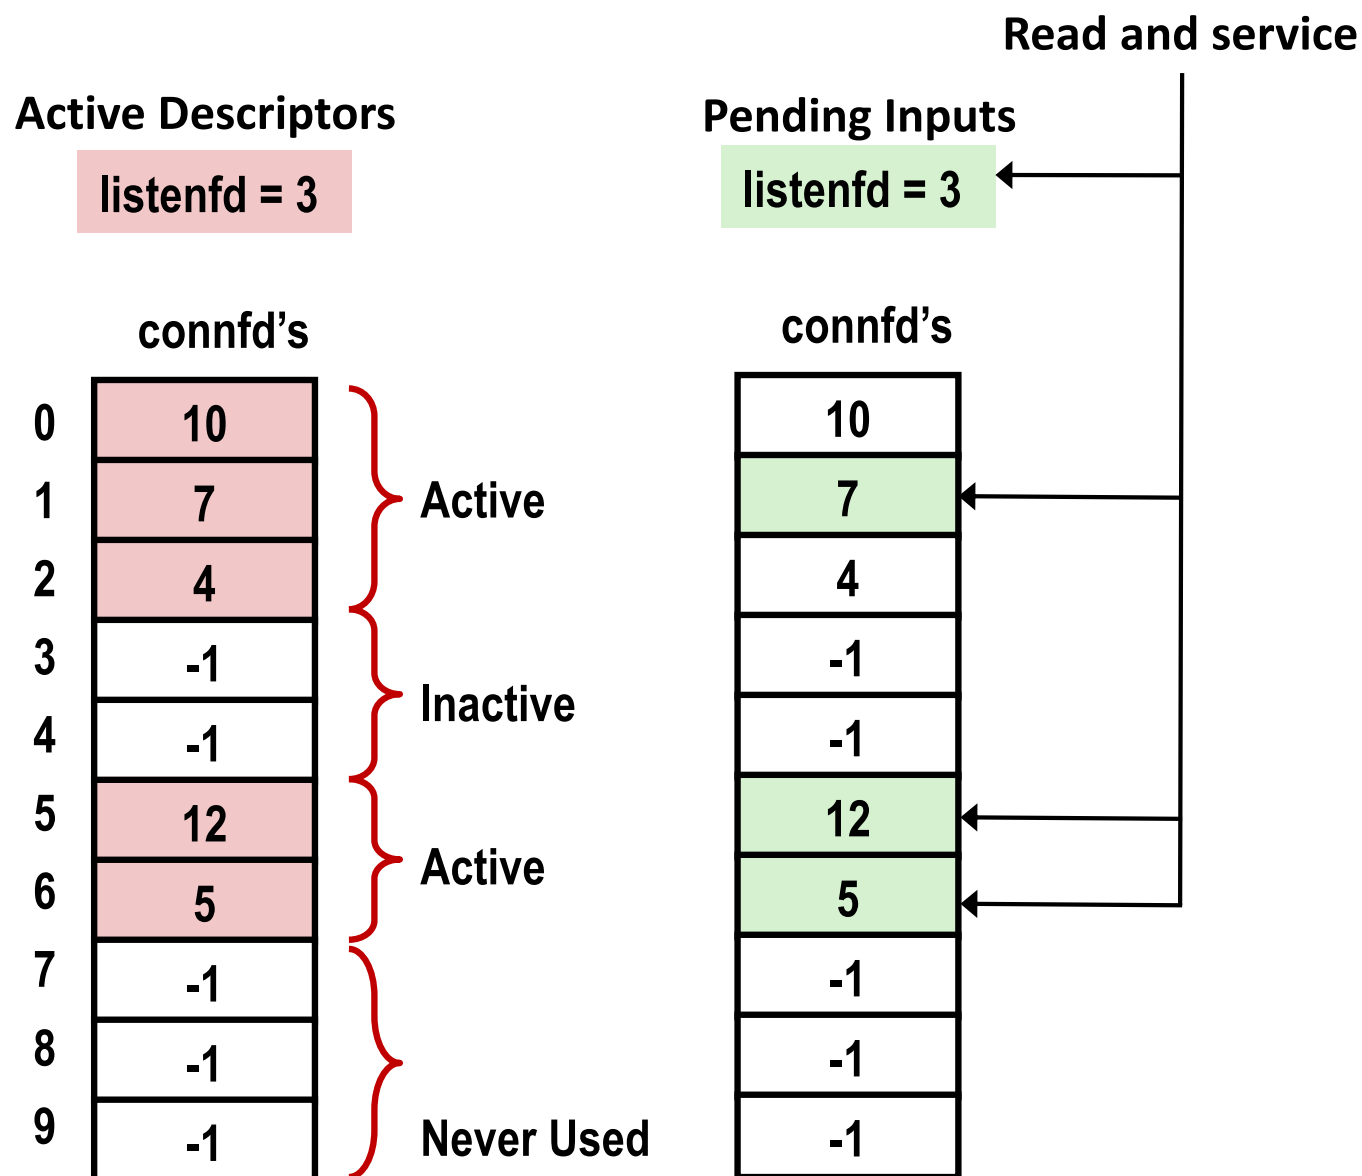 Read and service
Active Descriptors
Pending Inputs
listenfd = 3
listenfd = 3
connfd's
connfd's
0 10 10
1 7 Active 7
2 4 4
3 -1 -1
4 -1 Inactive -1
5 12 12
6 5 Active 5
7 -1 -1
8 -1 -1
9 -1 Never Used -1